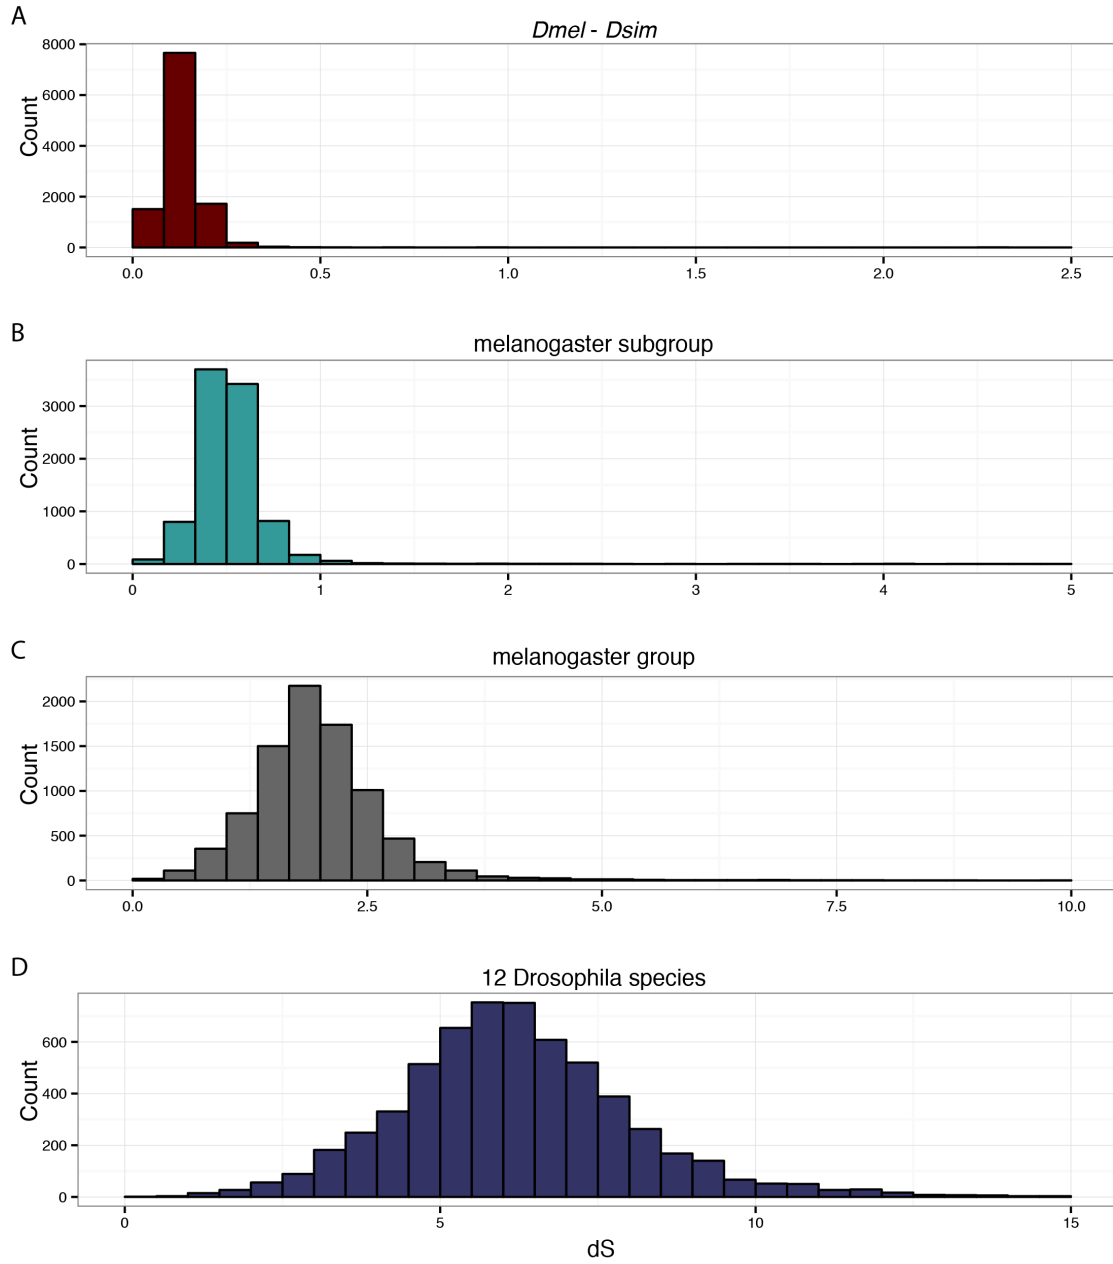 A
Dmel - Dsim
Count
8000
6000
4000
2000
0
0.0 0.5 1.0 1.5 2.0 2.5
B
melanogaster subgroup
Count
3000
2000
1000
0
0 1 2 3 4 5
C
melanogaster group
Count
2000
1500
1000
500
0
0.0 2.5 5.0 7.5 10.0
D
12 Drosophila species
Count
600
400
200
0
0 5 10 15
dS